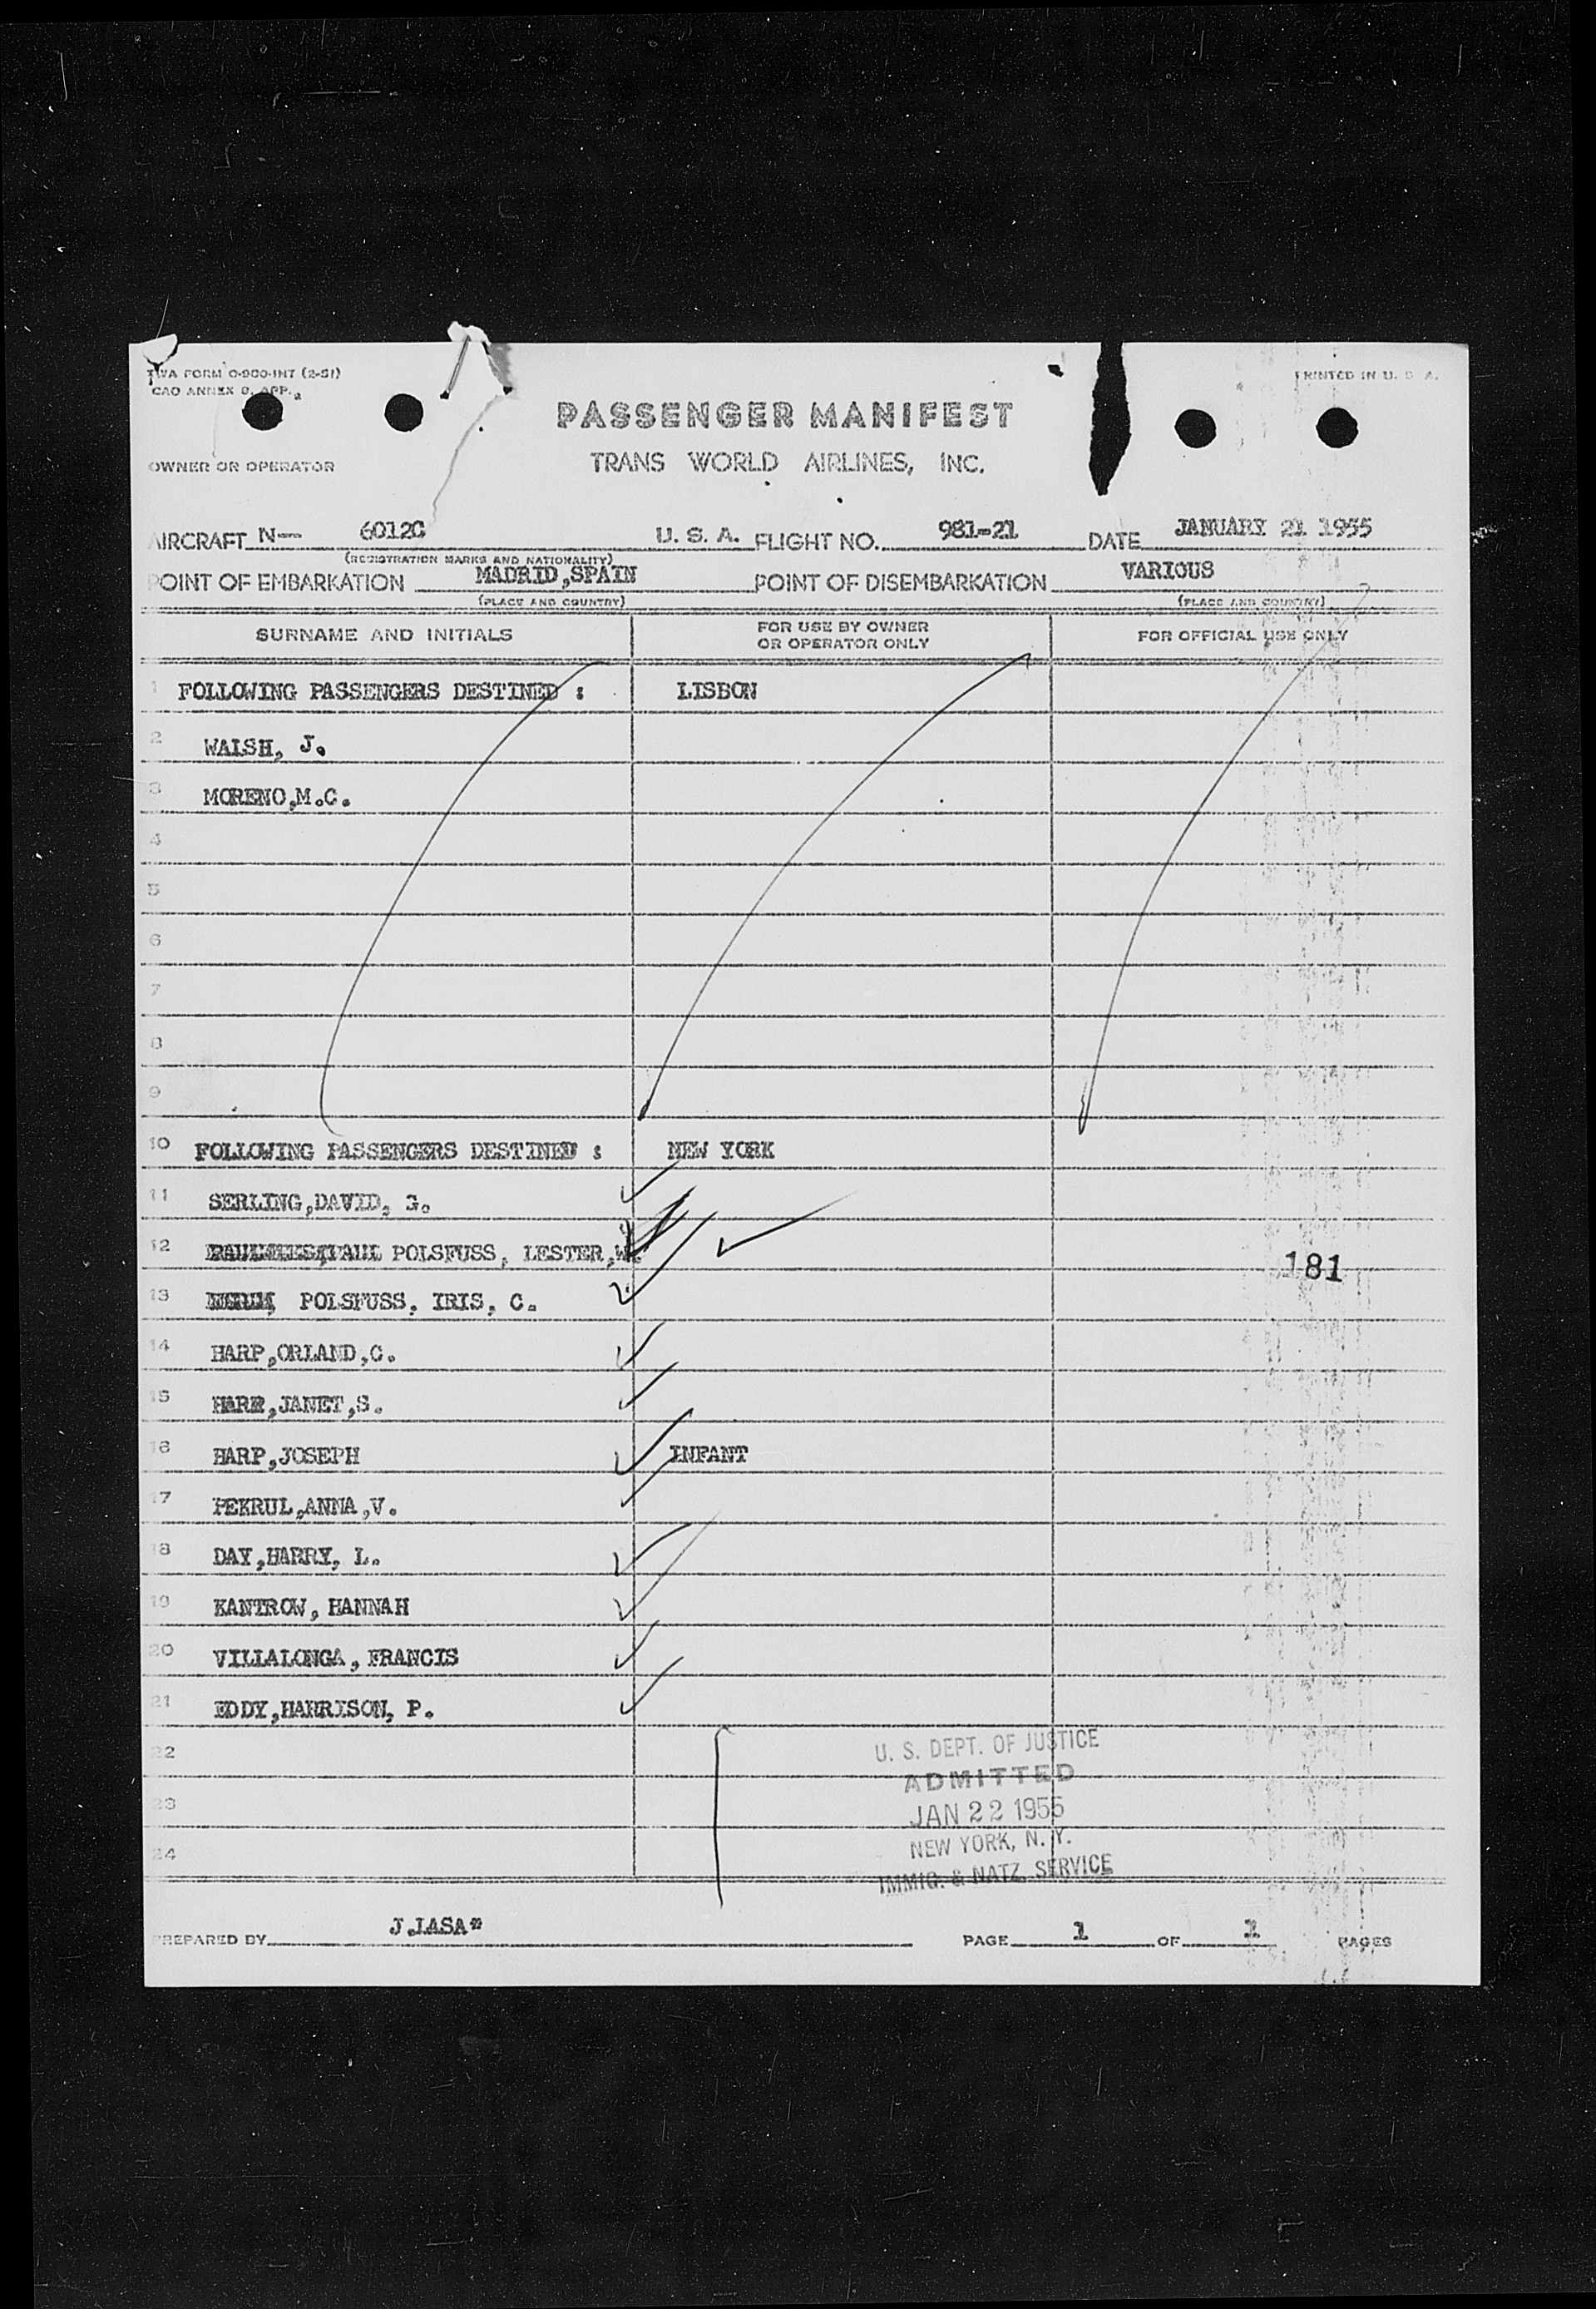 TWA FORM O-900-INT (2-51)
CAO ANNEX 9, APP. 2
PRINTED IN U. S. A.
PASSENGER MANIFEST
OWNER OR OPERATOR
TRANS WORLD AIRLINES, INC.
AIRCRAFT N— 6012C U. S. A. FLIGHT NO. 981-21 DATE JANUARY 21 1955
(REGISTRATION MARKS AND NATIONALITY)
POINT OF EMBARKATION MADRID,SPAIN POINT OF DISEMBARKATION VARIOUS
(PLACE AND COUNTRY) (PLACE AND COUNTRY)
SURNAME AND INITIALS FOR USE BY OWNER OR OPERATOR ONLY FOR OFFICIAL USE ONLY
1 FOLLOWING PASSENGERS DESTINED : LISBON
2 WALSH, J.
3 MORENO,M.C.
4
5
6
7
8
9
10 FOLLOWING PASSENGERS DESTINED : NEW YORK
11 SERLING,DAVID, G.
12 POLSFUSS, LESTER,W. 181
13 POLSFUSS, IRIS, C.
14 HARP,ORLAND,C.
15 HARP,JANET,S.
16 HARP,JOSEPH INFANT
17 PEKRUL,ANNA,V.
18 DAY,HARRY, L.
19 KANTROW, HANNAH
20 VILLALONGA, FRANCIS
21 EDDY,HARRISON, P.
22
23
24
U. S. DEPT. OF JUSTICE
ADMITTED
JAN 22 1955
NEW YORK, N. Y.
IMMIG. & NATZ. SERVICE
PREPARED BY J.LASA"
PAGE 1 OF 1 PAGES